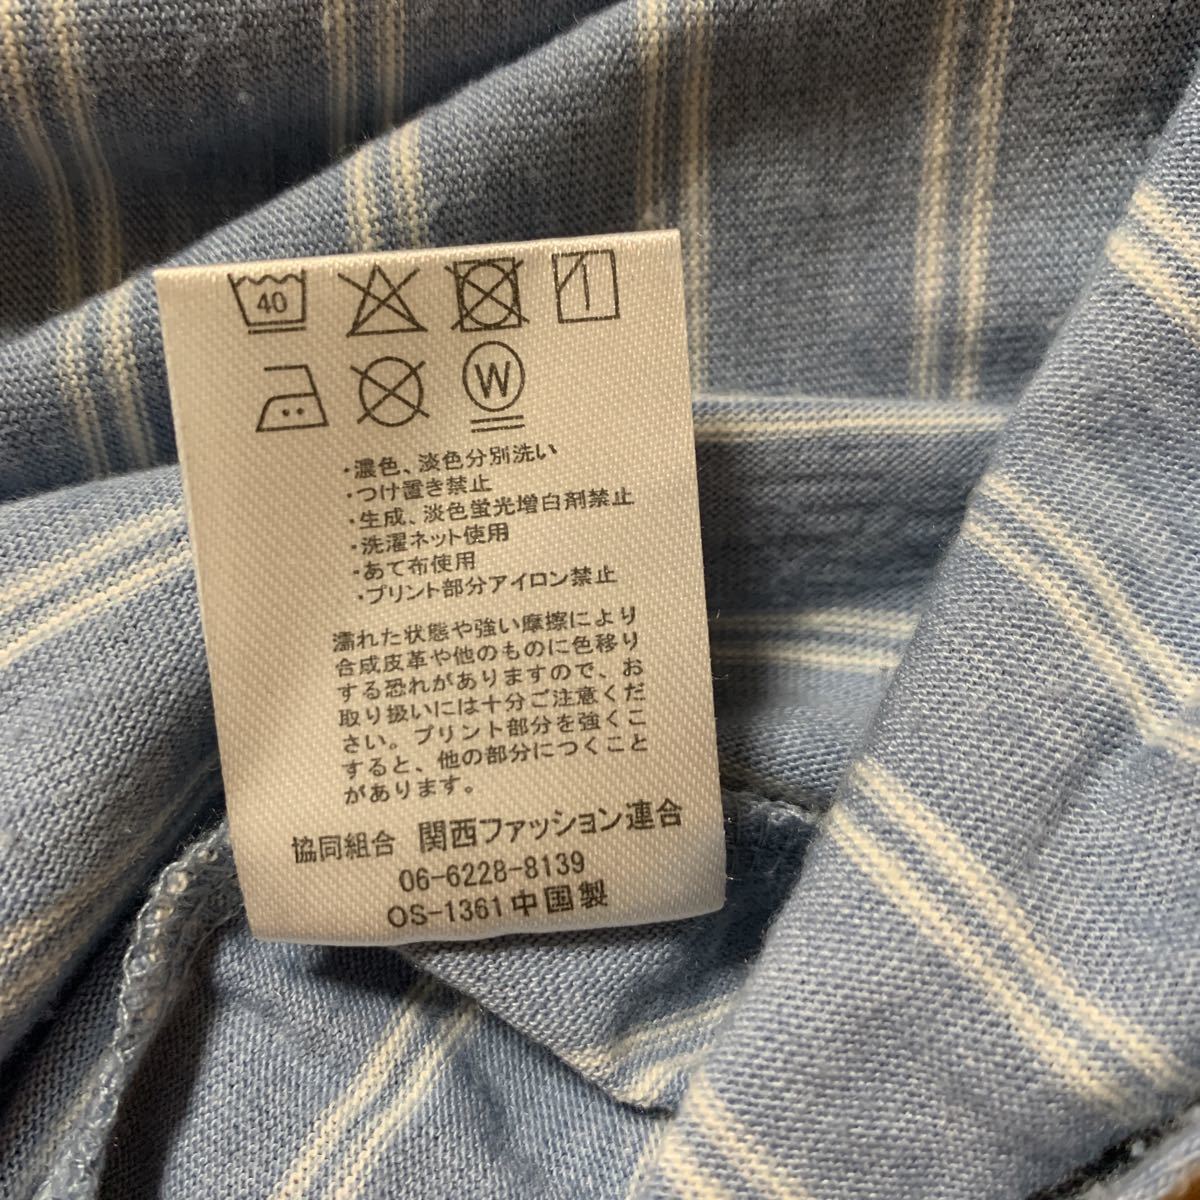 40
W
・濃色、淡色分別洗い
・つけ置き禁止
・生成、淡色蛍光増白剤禁止
・洗濯ネット使用
・あて布使用
・プリント部分アイロン禁止
濡れた状態や強い摩擦により
合成皮革や他のものに色移り
する恐れがありますので、お
取り扱いには十分ご注意くだ
さい。プリント部分を強くこ
すると、他の部分につくこと
があります。
協同組合 関西ファッション連合
06-6228-8139
OS-1361中国製